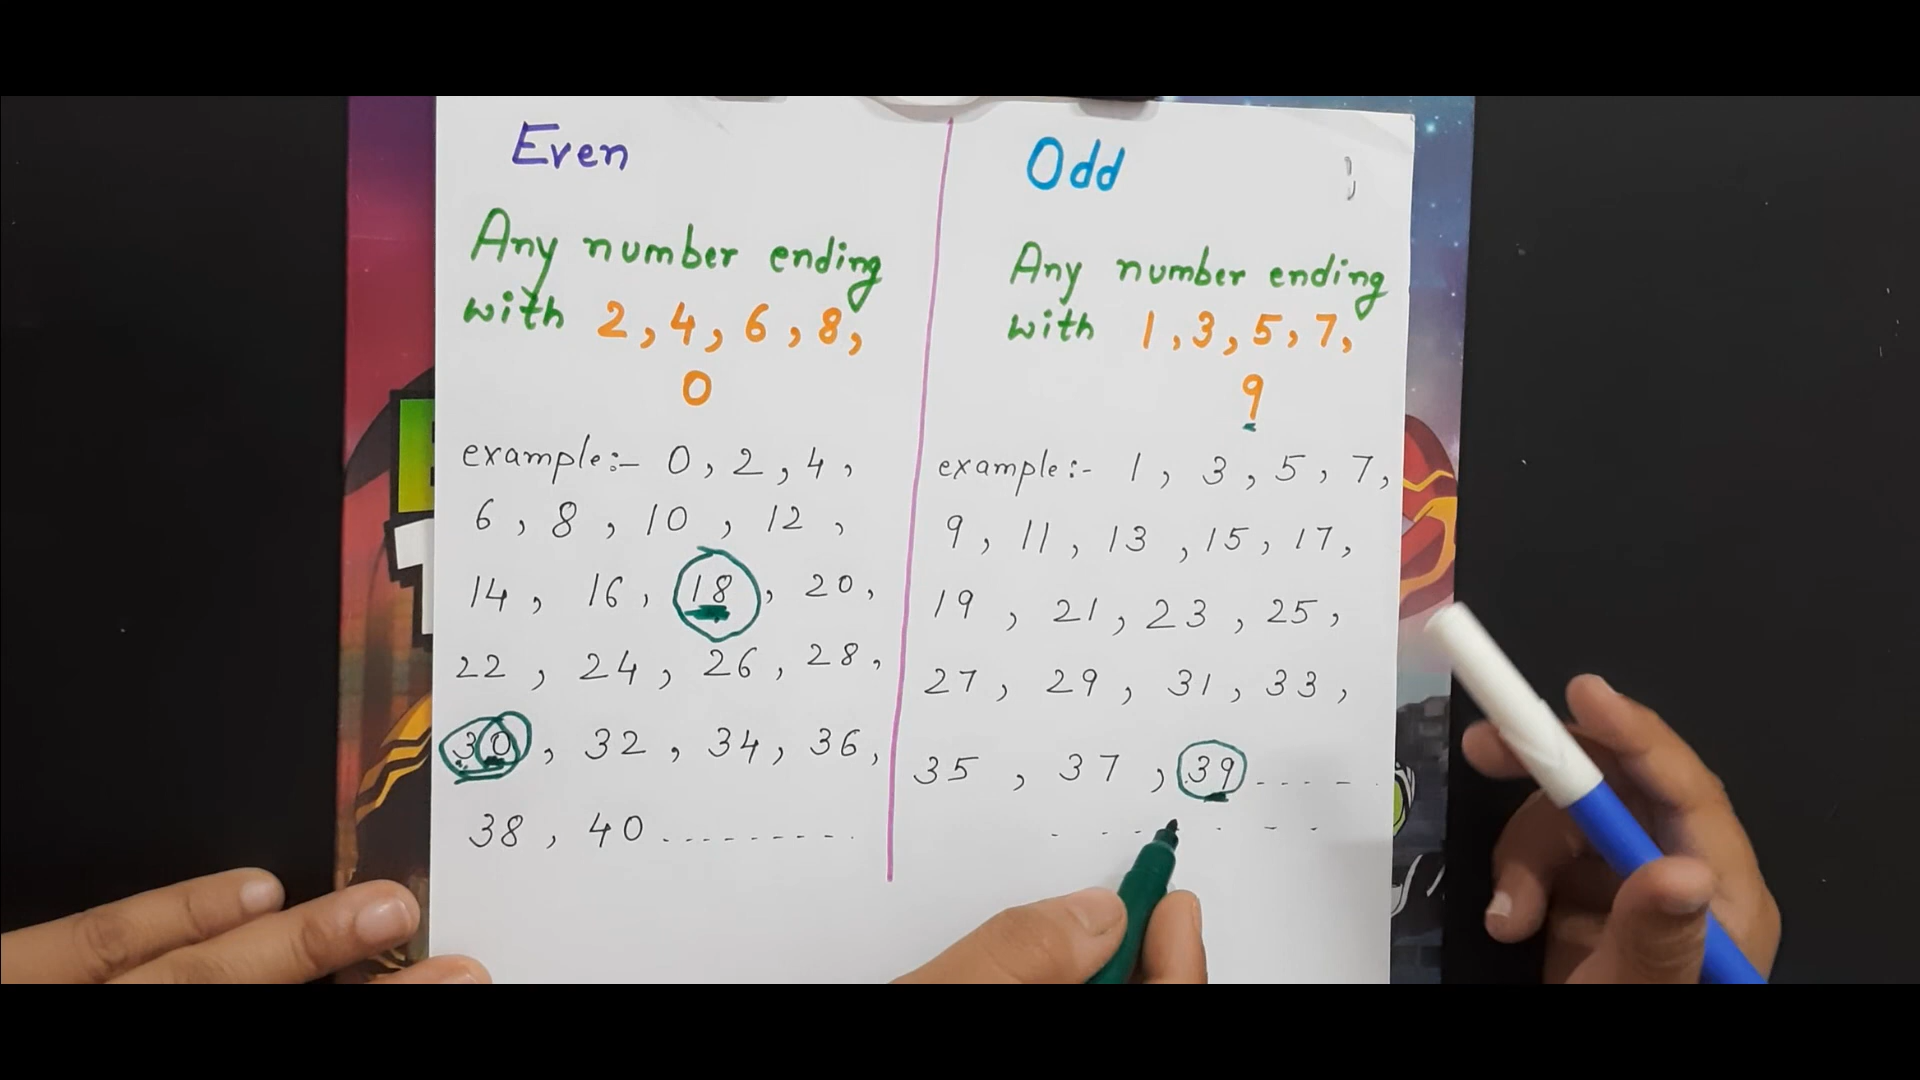 Even
Any number ending
with 2, 4, 6, 8,
0
example:- 0, 2, 4,
6, 8, 10, 12,
14, 16, 18, 20,
22, 24, 26, 28,
30, 32, 34, 36,
38, 40 ----------
Odd
Any number ending
with 1, 3, 5, 7,
9
example:- 1, 3, 5, 7,
9, 11, 13, 15, 17,
19, 21, 23, 25,
27, 29, 31, 33,
35, 37, 39 -----
- - - - - -